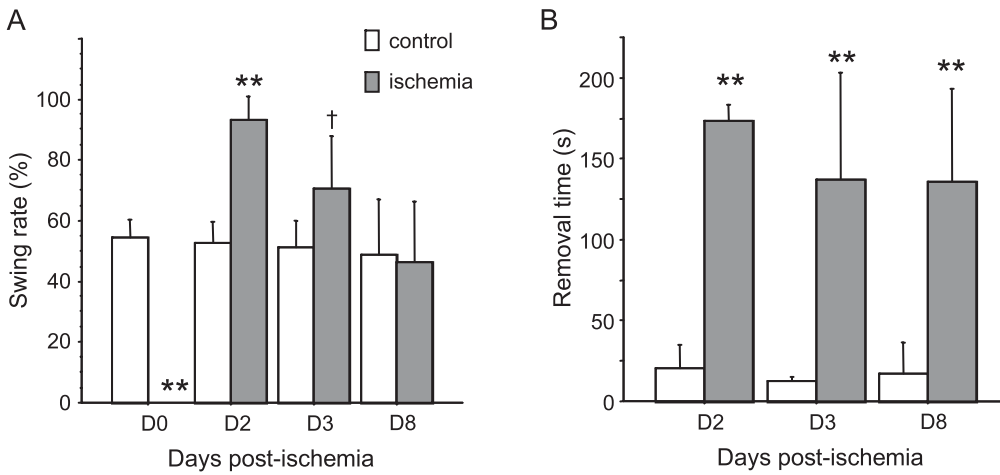 A
control
ischemia
Swing rate (%)
100
80
60
40
20
0
**
**
†
D0 D2 D3 D8
Days post-ischemia
B
Removal time (s)
200
150
100
50
0
**
**
**
D2 D3 D8
Days post-ischemia